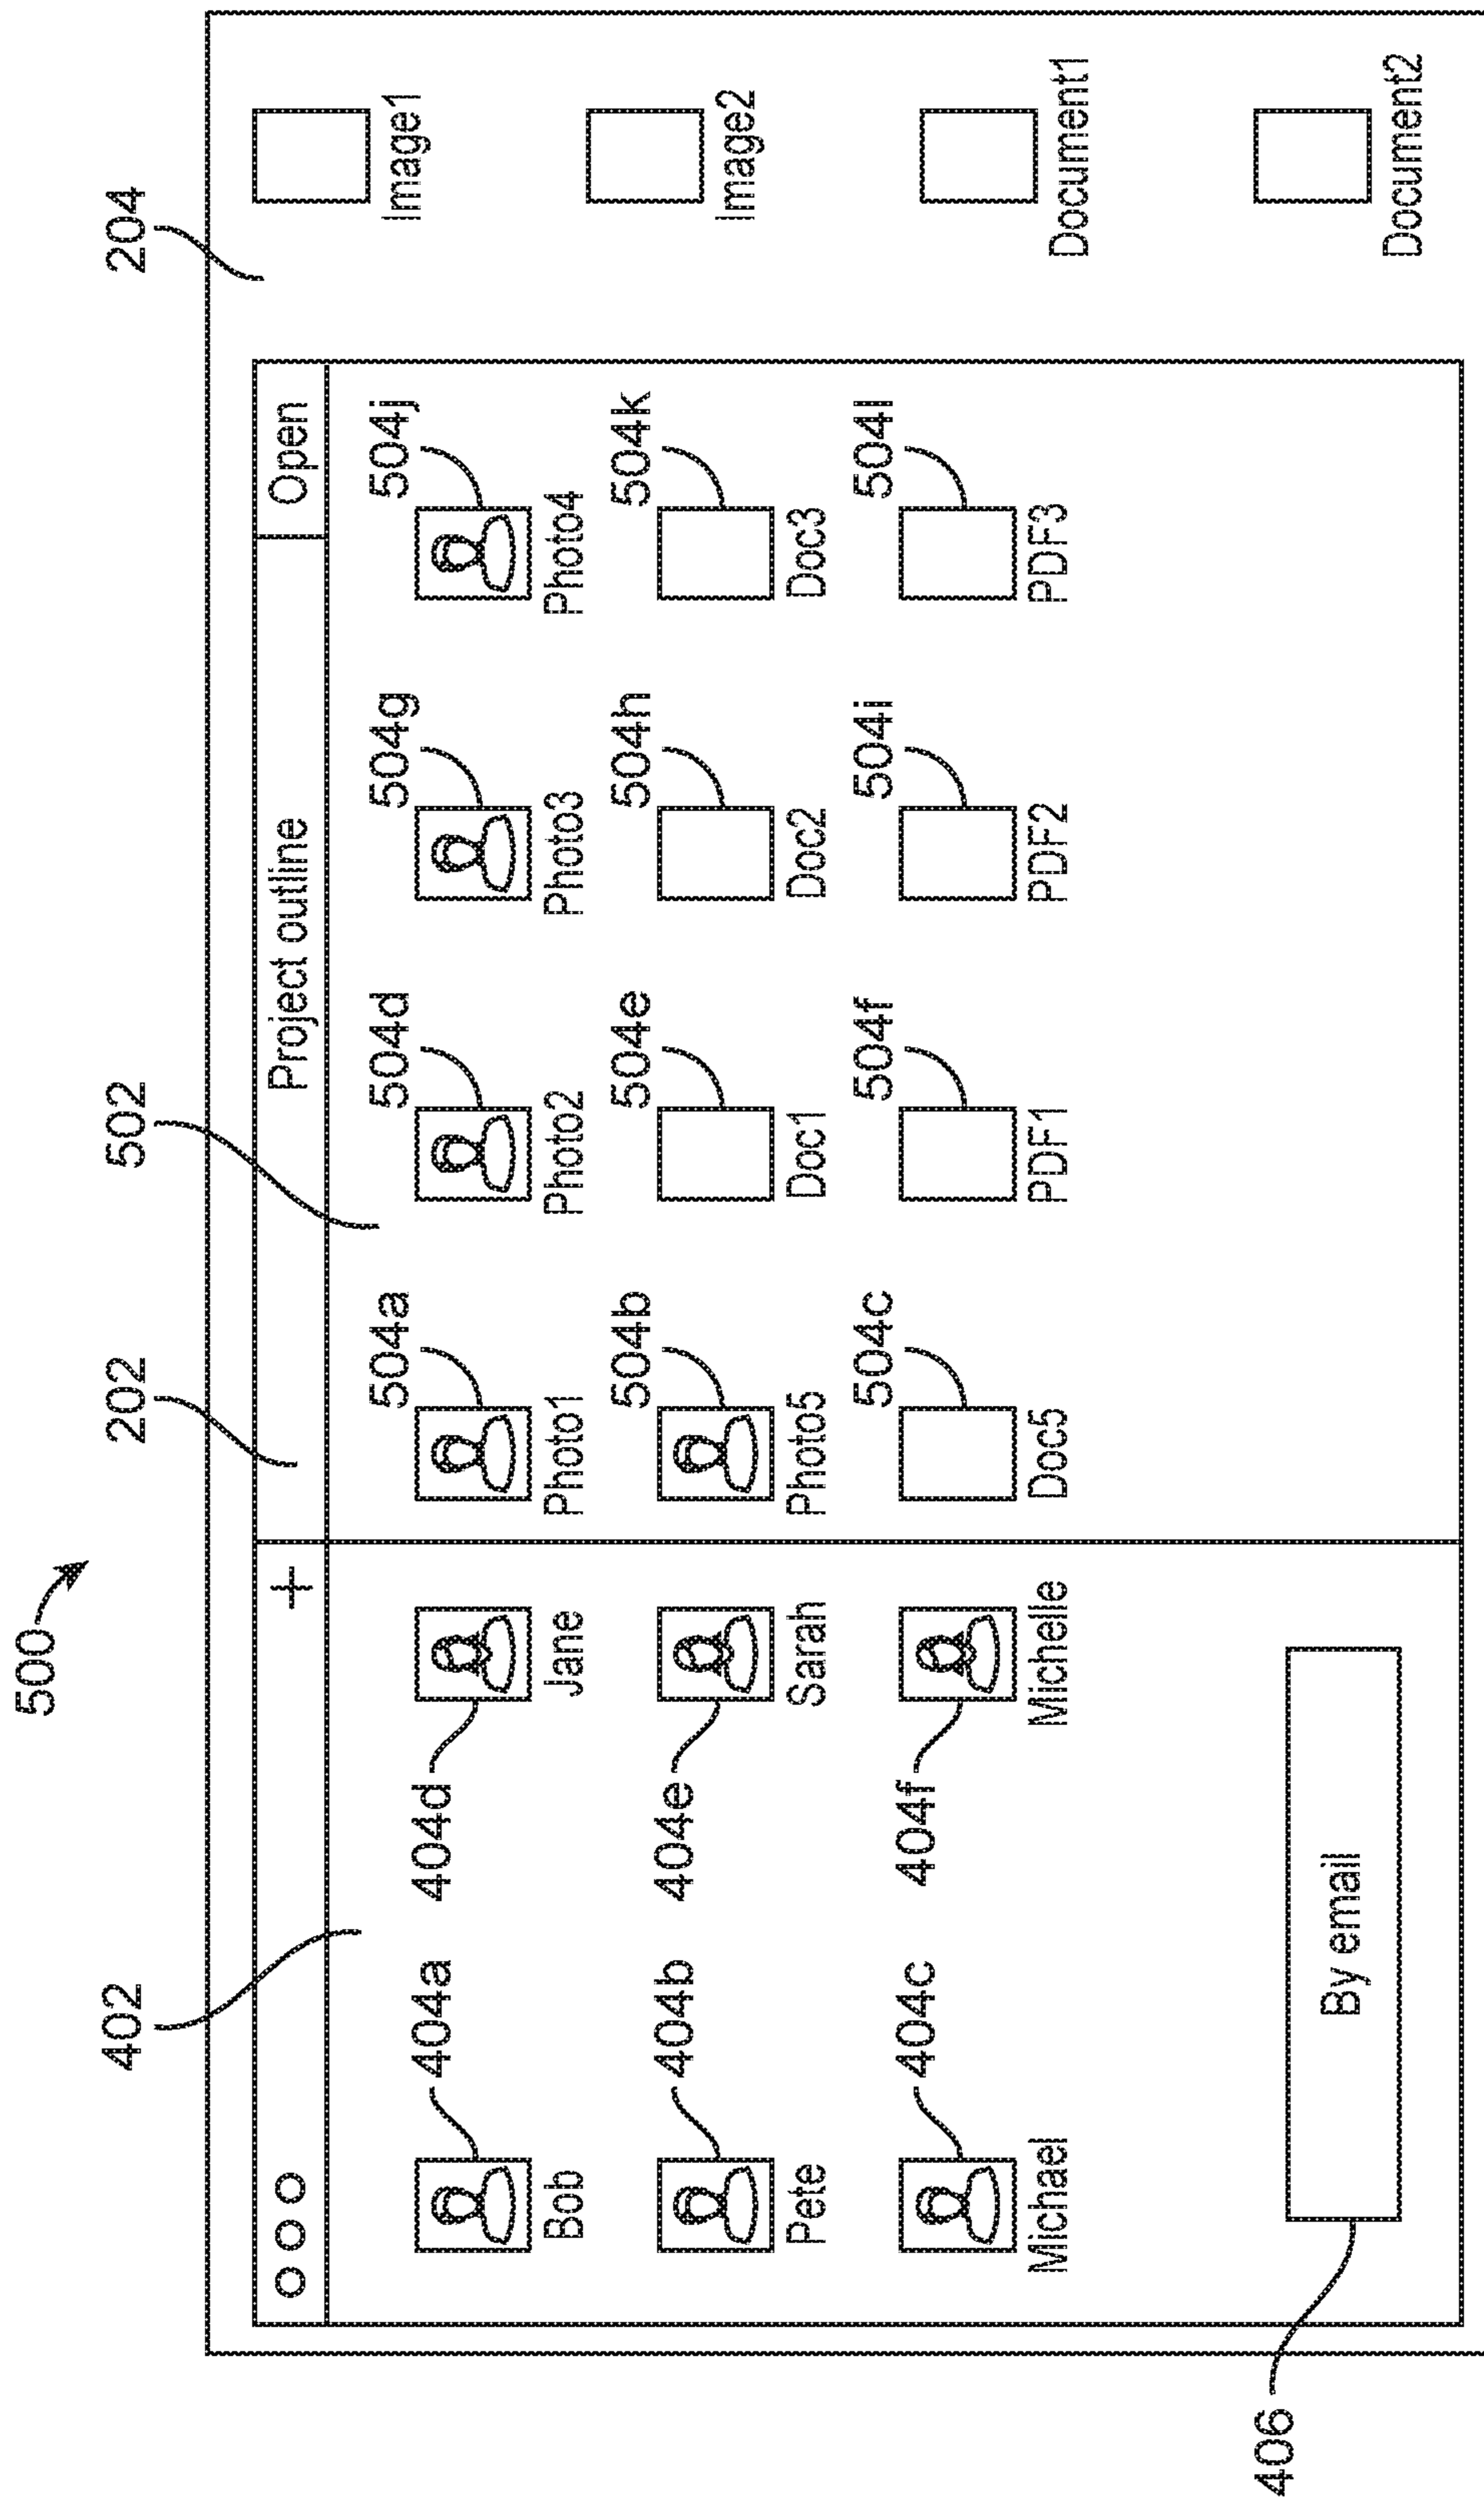 500
402
202
502
204
+
Project outline
Open
404a
404d
504a
504d
504g
504j
Bob
Jane
Photo1
Photo2
Photo3
Photo4
Image1
404b
404e
504b
504e
504h
504k
Pete
Sarah
Photo5
Doc1
Doc2
Doc3
Image2
404c
404f
504c
504f
504i
504l
Michael
Michelle
Doc5
PDF1
PDF2
PDF3
Document1
By email
406
Document2